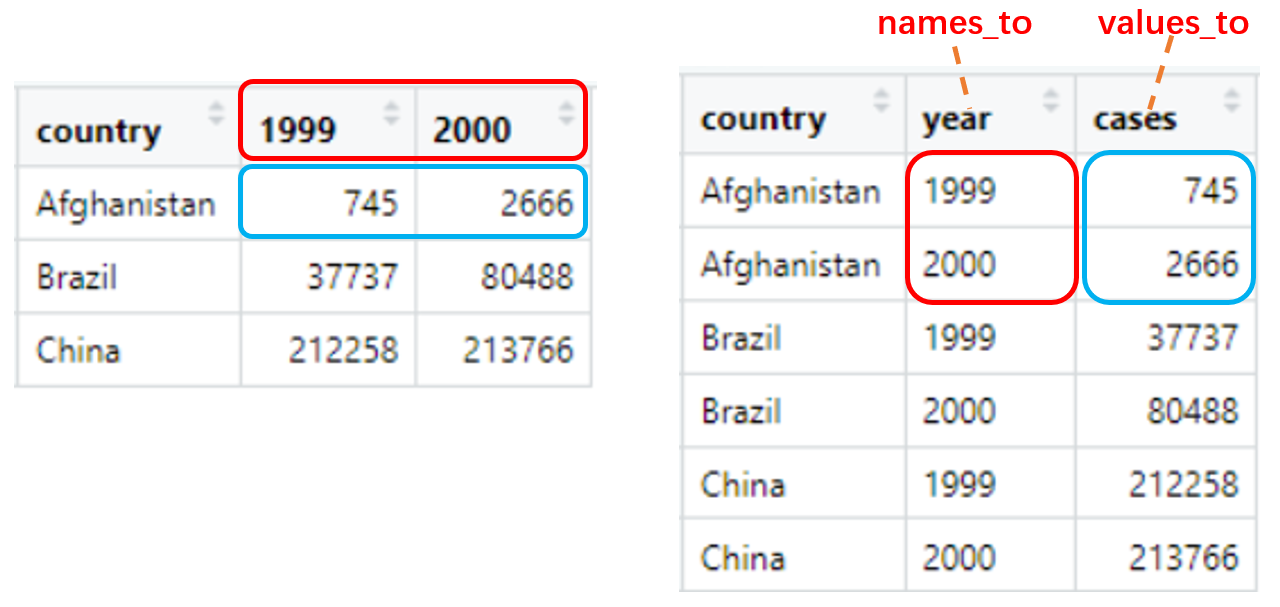 country 1999 2000
Afghanistan 745 2666
Brazil 37737 80488
China 212258 213766
names_to values_to
country year cases
Afghanistan 1999 745
Afghanistan 2000 2666
Brazil 1999 37737
Brazil 2000 80488
China 1999 212258
China 2000 213766